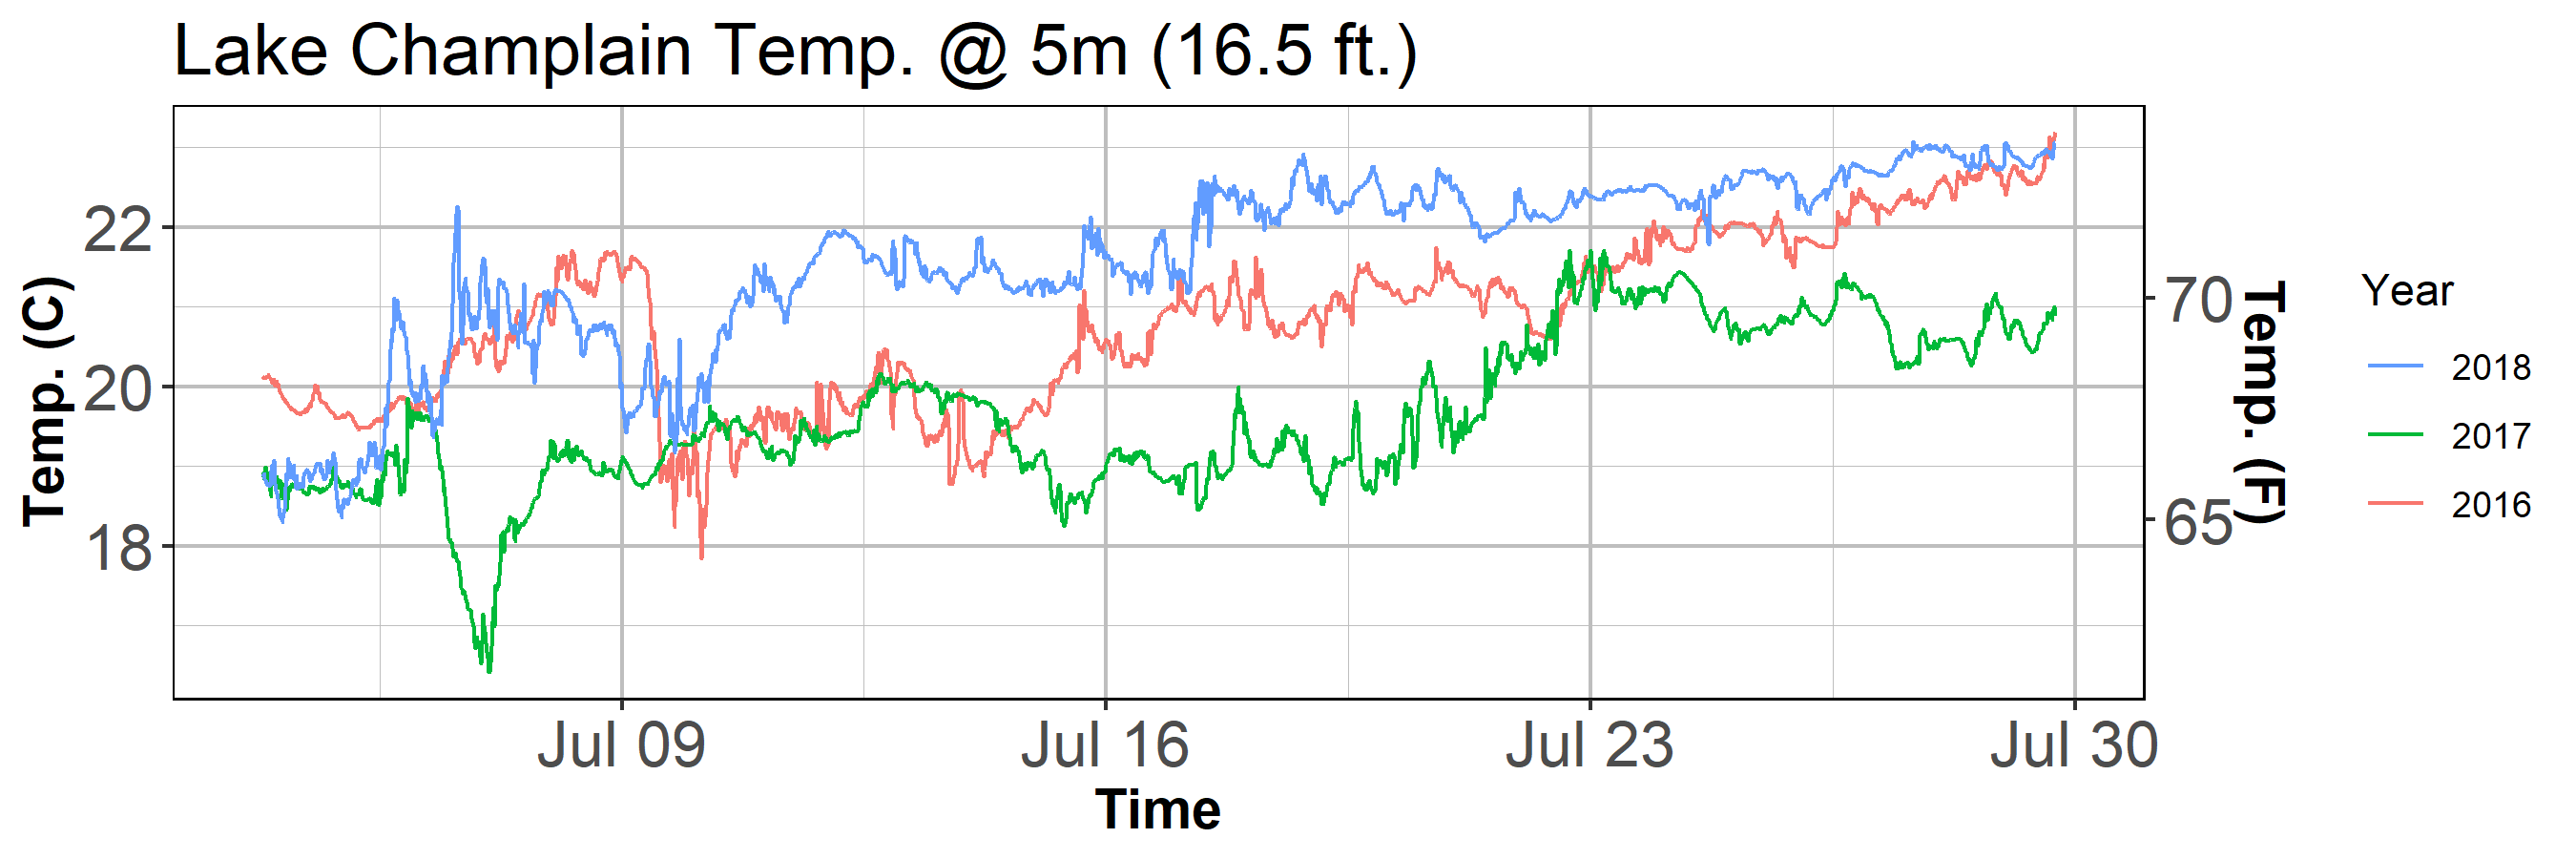 Lake Champlain Temp. @ 5m (16.5 ft.)
Temp. (C)
22
20
18
70
65
Temp. (F)
Jul 09
Jul 16
Jul 23
Jul 30
Time
Year
2018
2017
2016